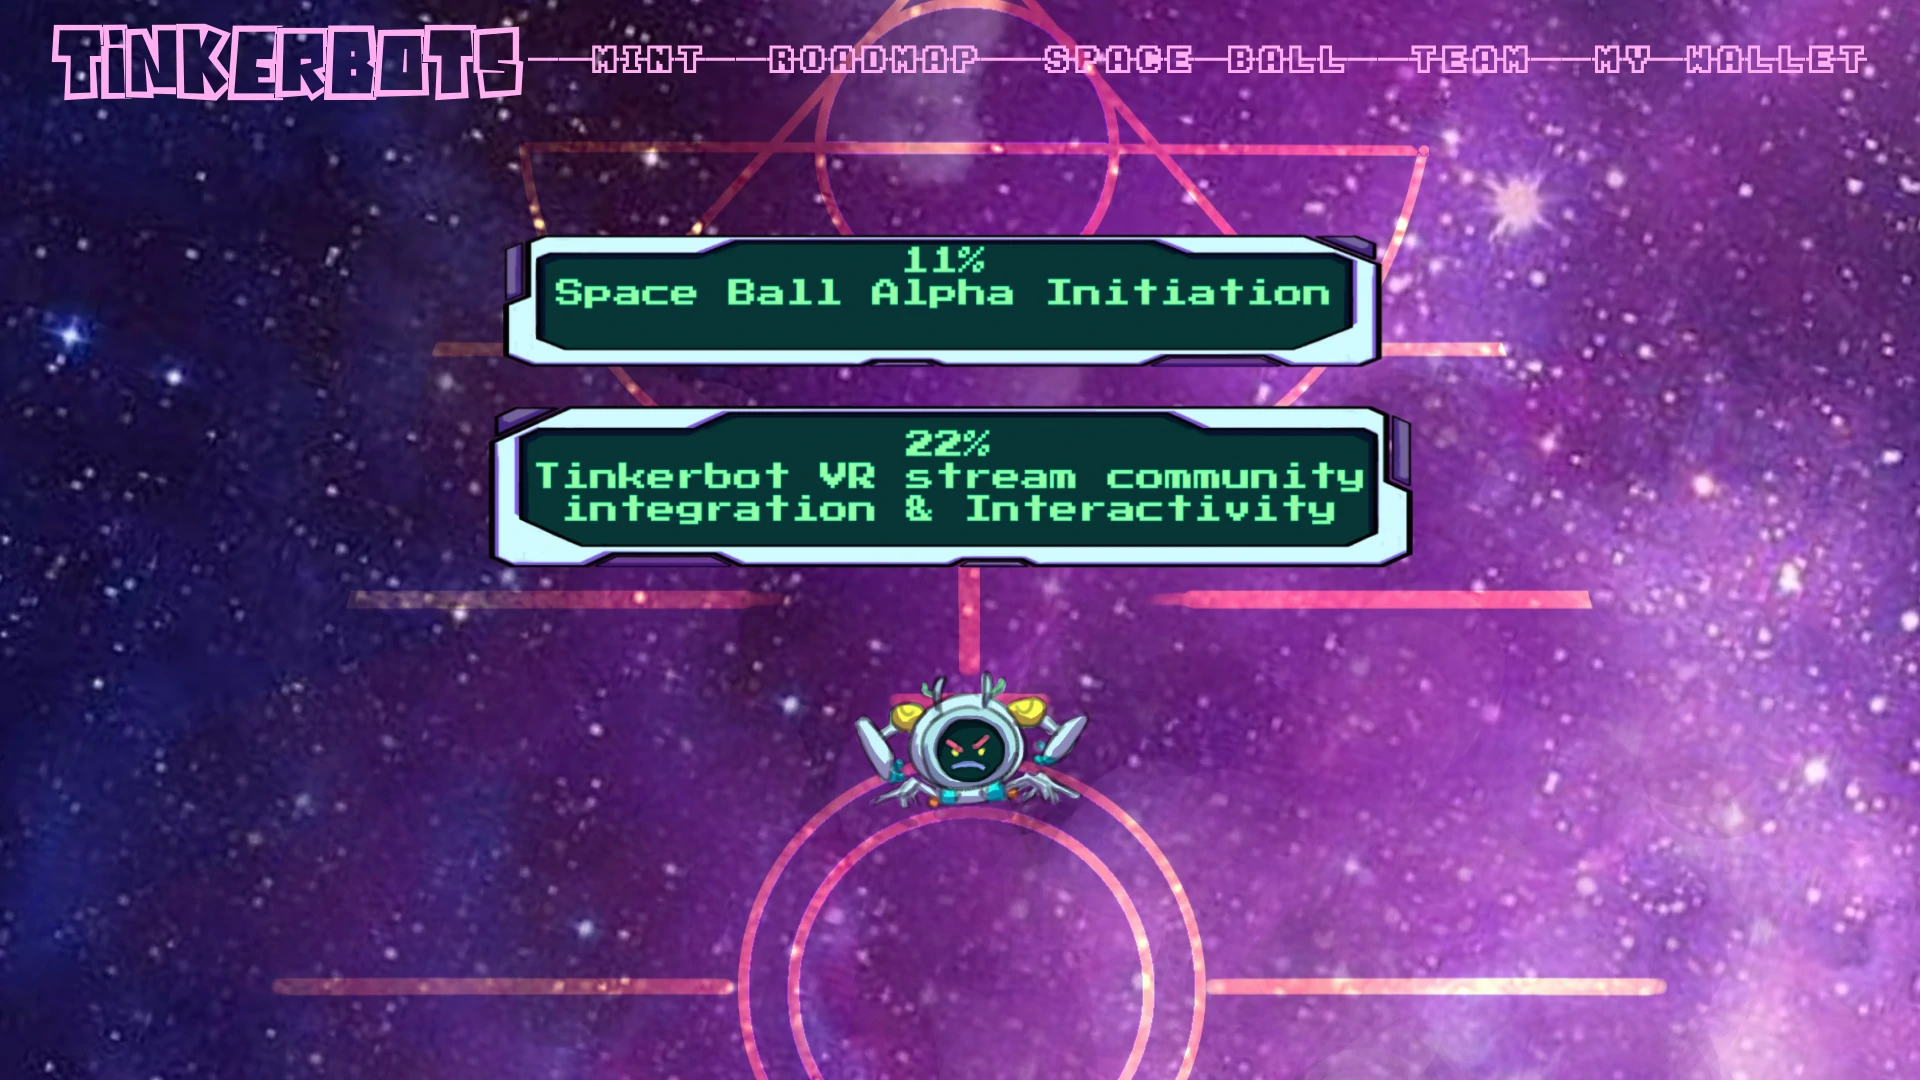 TiNKERBOTS
MINT ROADMAP SPACE BALL TEAM MY WALLET
11%
Space Ball Alpha Initiation
22%
Tinkerbot VR stream community
integration & Interactivity